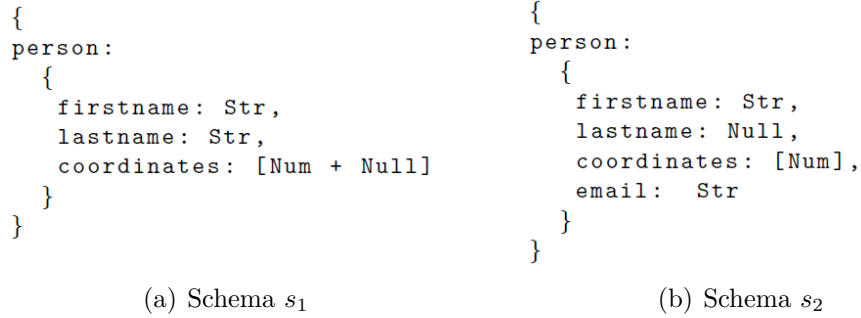 {
person:
  {
   firstname: Str,
   lastname: Str,
   coordinates: [Num + Null]
  }
}
(a) Schema s₁
{
person:
  {
   firstname: Str,
   lastname: Null,
   coordinates: [Num],
   email:  Str
  }
}
(b) Schema s₂